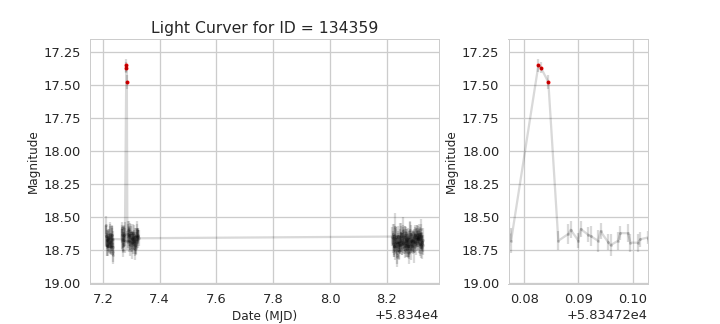 Light Curver for ID = 134359
Magnitude
17.25
17.50
17.75
18.00
18.25
18.50
18.75
19.00
7.2 7.4 7.6 7.8 8.0 8.2
Date (MJD)
+5.834e4
Magnitude
17.25
17.50
17.75
18.00
18.25
18.50
18.75
19.00
0.08 0.09 0.10
+5.83472e4